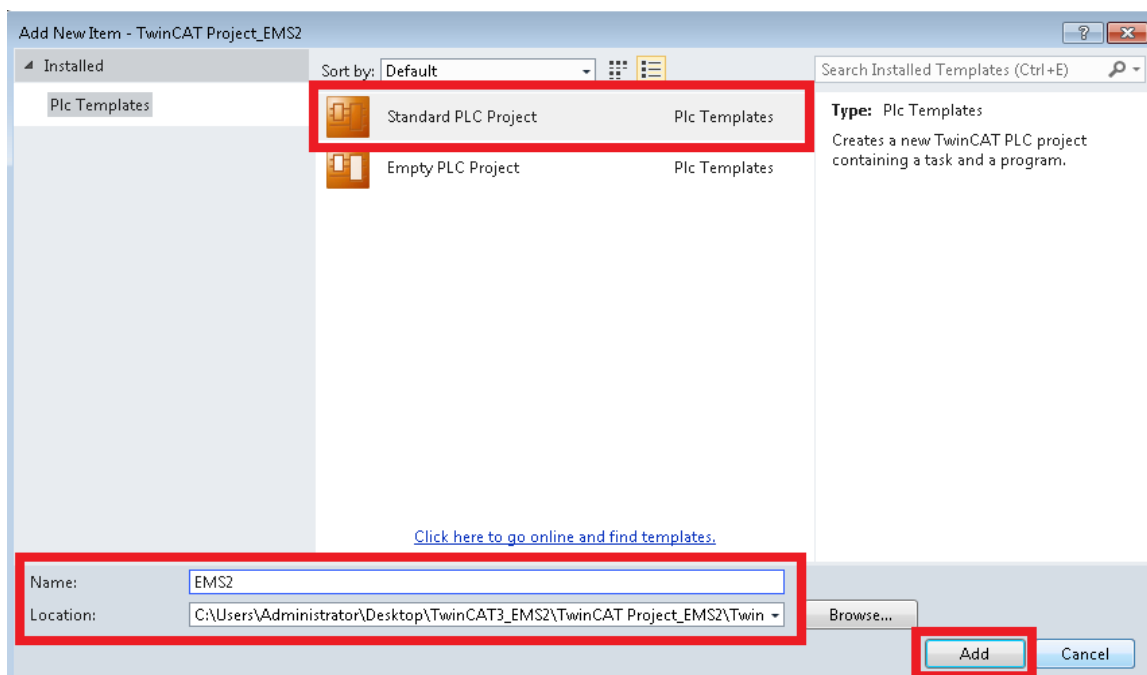 Add New Item - TwinCAT Project_EMS2
Installed
Plc Templates
Sort by: Default
Search Installed Templates (Ctrl+E)
Standard PLC Project Plc Templates
Empty PLC Project Plc Templates
Type: Plc Templates
Creates a new TwinCAT PLC project
containing a task and a program.
Click here to go online and find templates.
Name: EMS2
Location: C:\Users\Administrator\Desktop\TwinCAT3_EMS2\TwinCAT Project_EMS2\Twin
Browse...
Add Cancel